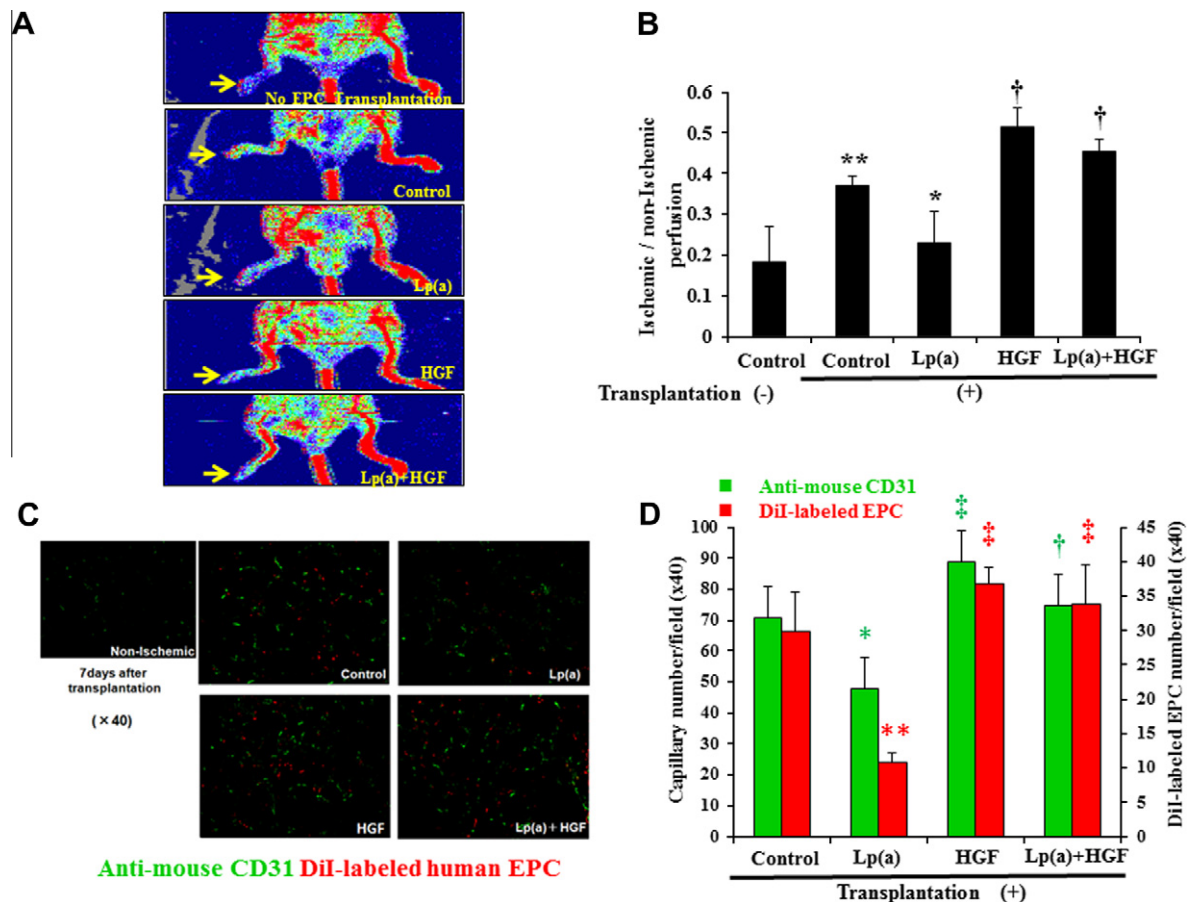 A
No EPC Transplantation
Control
Lp(a)
HGF
Lp(a)+HGF
B
Ischemic / non-Ischemic
perfusion
0.6
0.5
0.4
0.3
0.2
0.1
0
**
*
†
†
Control Control Lp(a) HGF Lp(a)+HGF
Transplantation (-) (+)
C
Non-Ischemic
7days after
transplantation
(×40)
Control
Lp(a)
HGF
Lp(a)+HGF
Anti-mouse CD31 DiI-labeled human EPC
D
Anti-mouse CD31
DiI-labeled EPC
Capillary number/field (x40)
100
90
80
70
60
50
40
30
20
10
0
*
**
‡
‡
†
‡
45
40
35
30
25
20
15
10
5
0
DiI-labeled EPC number/field (x40)
Control Lp(a) HGF Lp(a)+HGF
Transplantation (+)